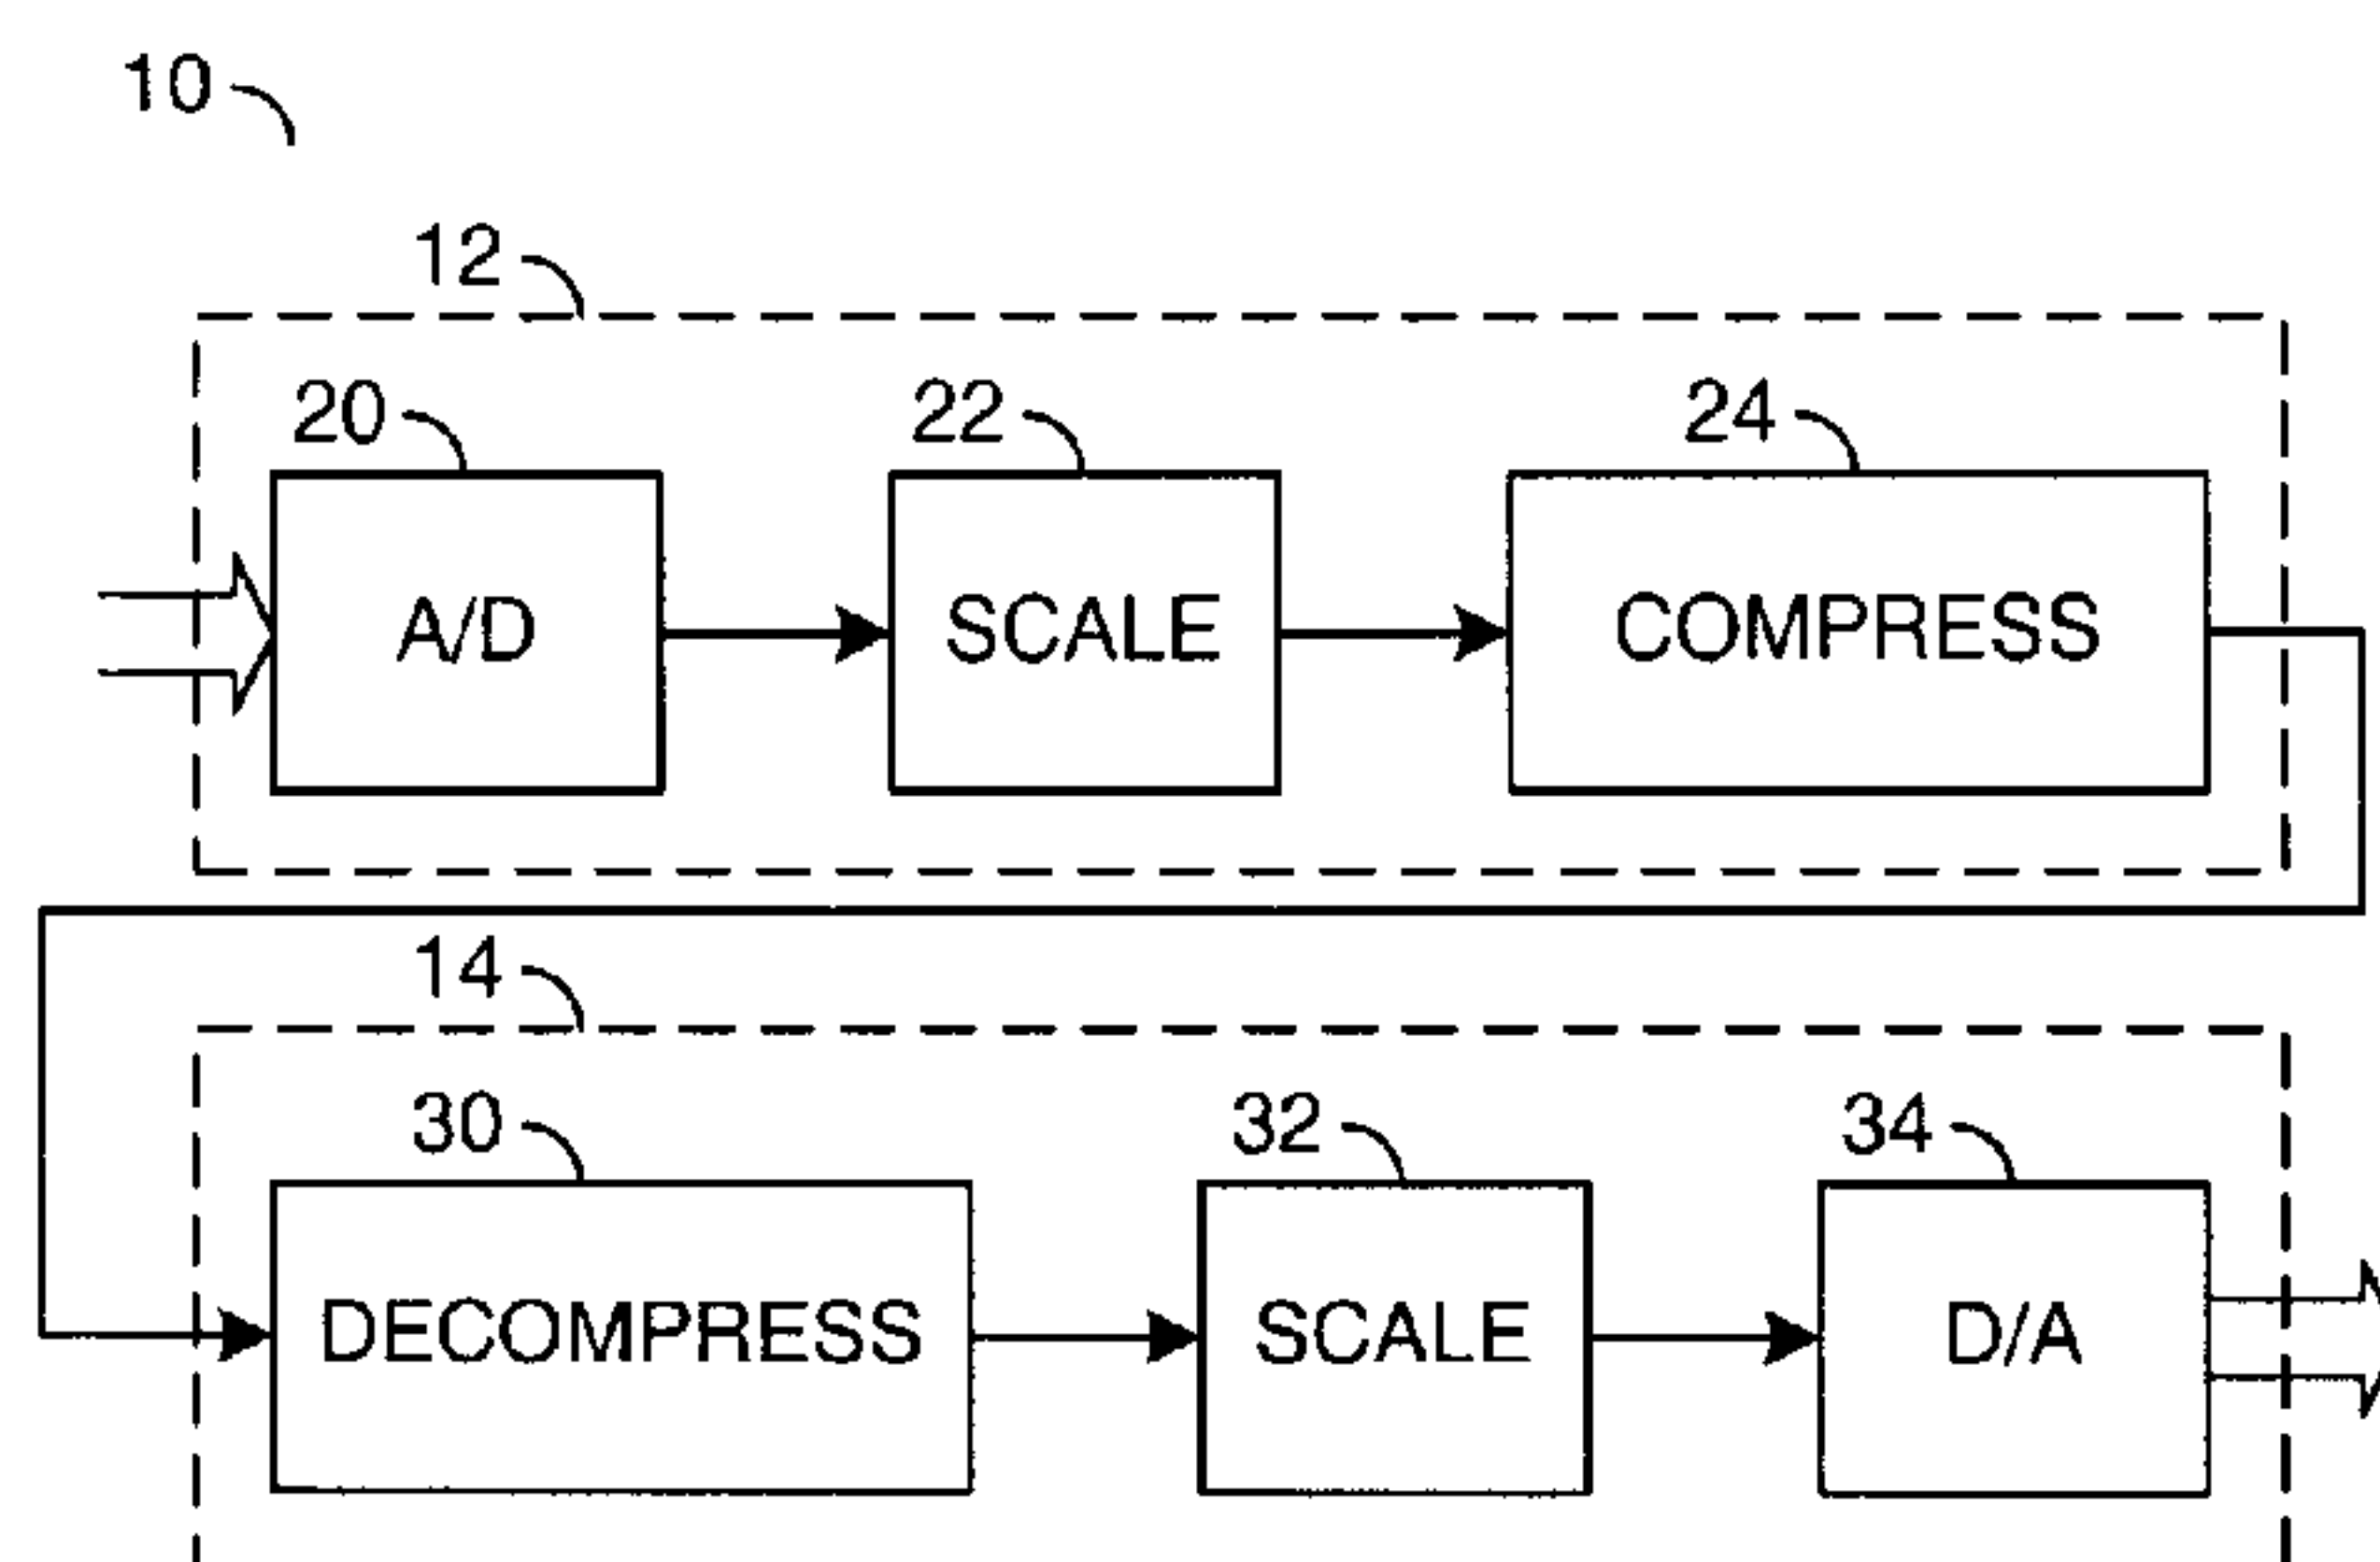 10
12
20 22 24
A/D SCALE COMPRESS
14
30 32 34
DECOMPRESS SCALE D/A